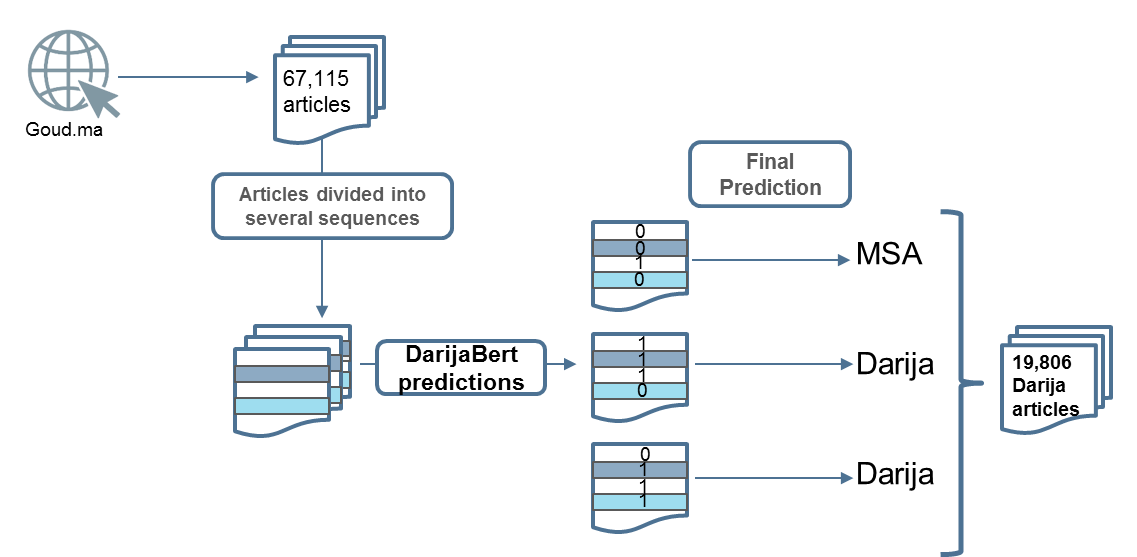 67,115
articles
Goud.ma
Articles divided into
several sequences
Final
Prediction
0
0
1
0
MSA
DarijaBert
predictions
1
1
1
0
Darija
19,806
Darija
articles
0
1
1
1
Darija